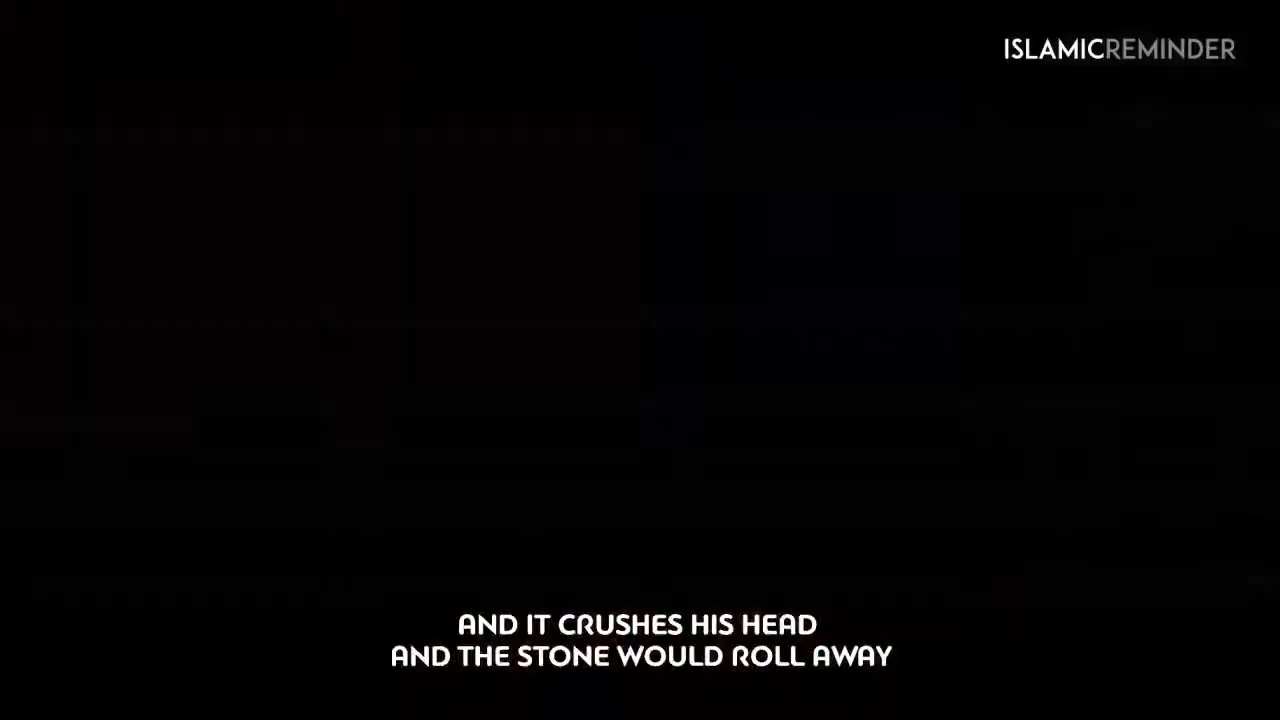 ISLAMICREMINDER
AND IT CRUSHES HIS HEAD
AND THE STONE WOULD ROLL AWAY